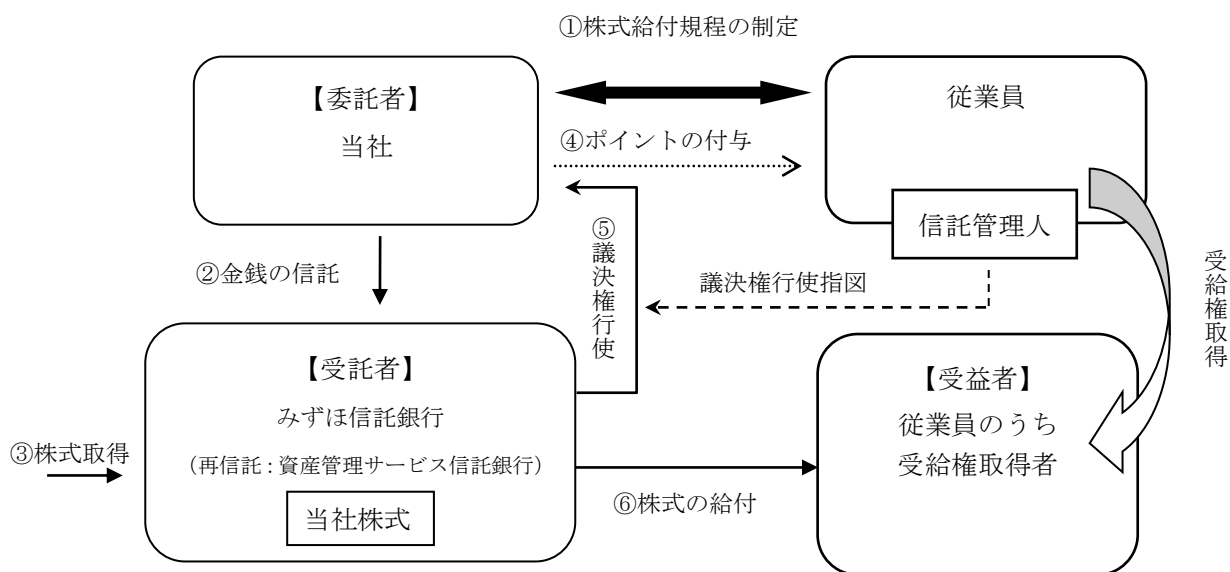 ①株式給付規程の制定
【委託者】
当社
従業員
④ポイントの付与
信託管理人
②金銭の信託
⑤議決権行使
議決権行使指図
受給権取得
【受託者】
みずほ信託銀行
（再信託：資産管理サービス信託銀行）
当社株式
③株式取得
⑥株式の給付
【受益者】
従業員のうち
受給権取得者